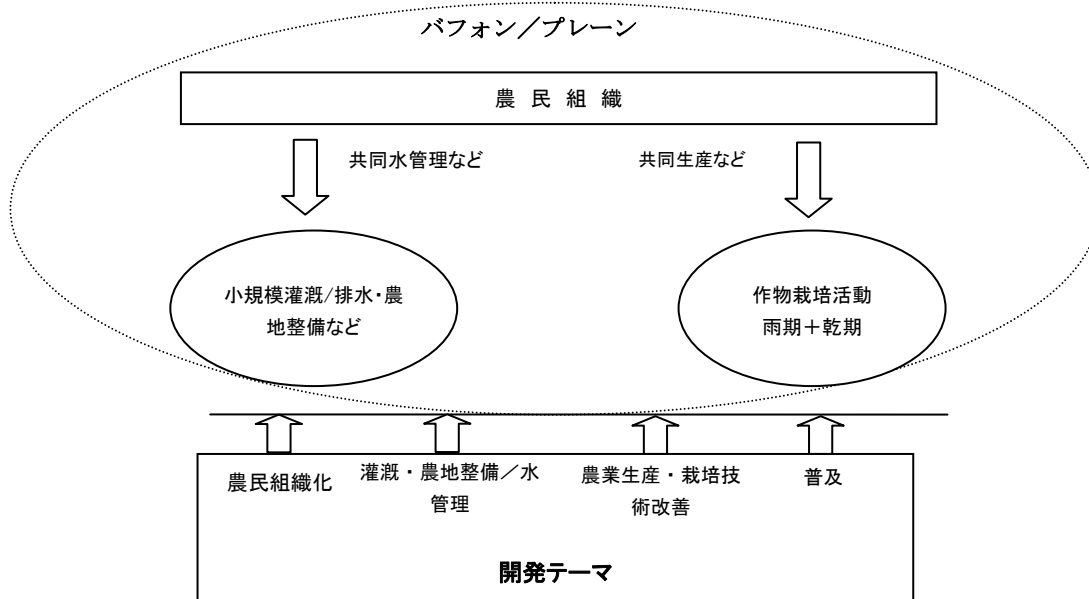 バフォン／プレーン
農 民 組 織
共同水管理など
共同生産など
小規模灌漑/排水・農
地整備など
作物栽培活動
雨期＋乾期
農民組織化
灌漑・農地整備／水
管理
農業生産・栽培技
術改善
普及
開発テーマ